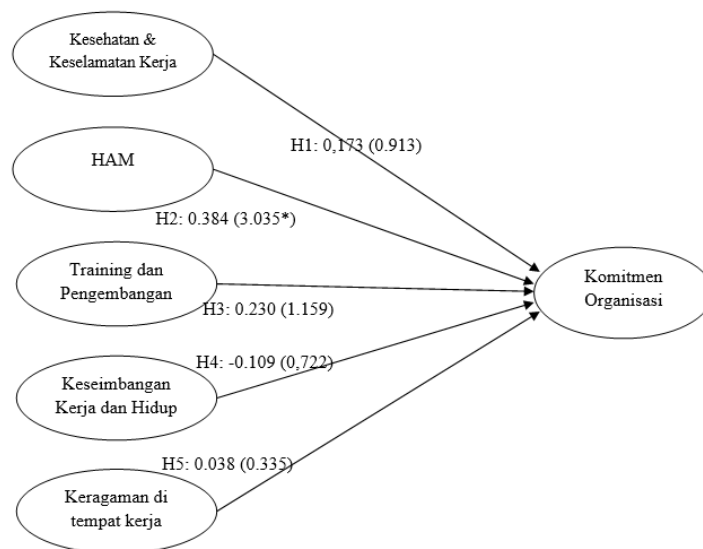 Kesehatan &
Keselamatan Kerja
H1: 0,173 (0.913)
HAM
H2: 0.384 (3.035*)
Training dan
Pengembangan
H3: 0.230 (1.159)
Komitmen
Organisasi
H4: -0.109 (0,722)
Keseimbangan
Kerja dan Hidup
H5: 0.038 (0.335)
Keragaman di
tempat kerja